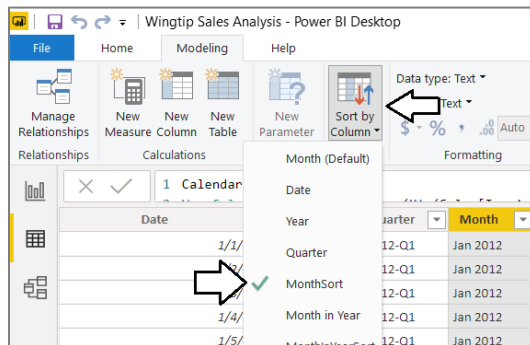 Wingtip Sales Analysis - Power BI Desktop
File Home Modeling Help
Manage Relationships
New Measure
New Column
New Table
New Parameter
Sort by Column
Data type: Text
Text
$ % , .00 Auto
Relationships Calculations Formatting
Month (Default)
Date
Year
Quarter
MonthSort
Month in Year
1 Calendar
Date Month
1/1/ 12-Q1 Jan 2012
12-Q1 Jan 2012
12-Q1 Jan 2012
1/4/ 12-Q1 Jan 2012
1/5/ 12-Q1 Jan 2012